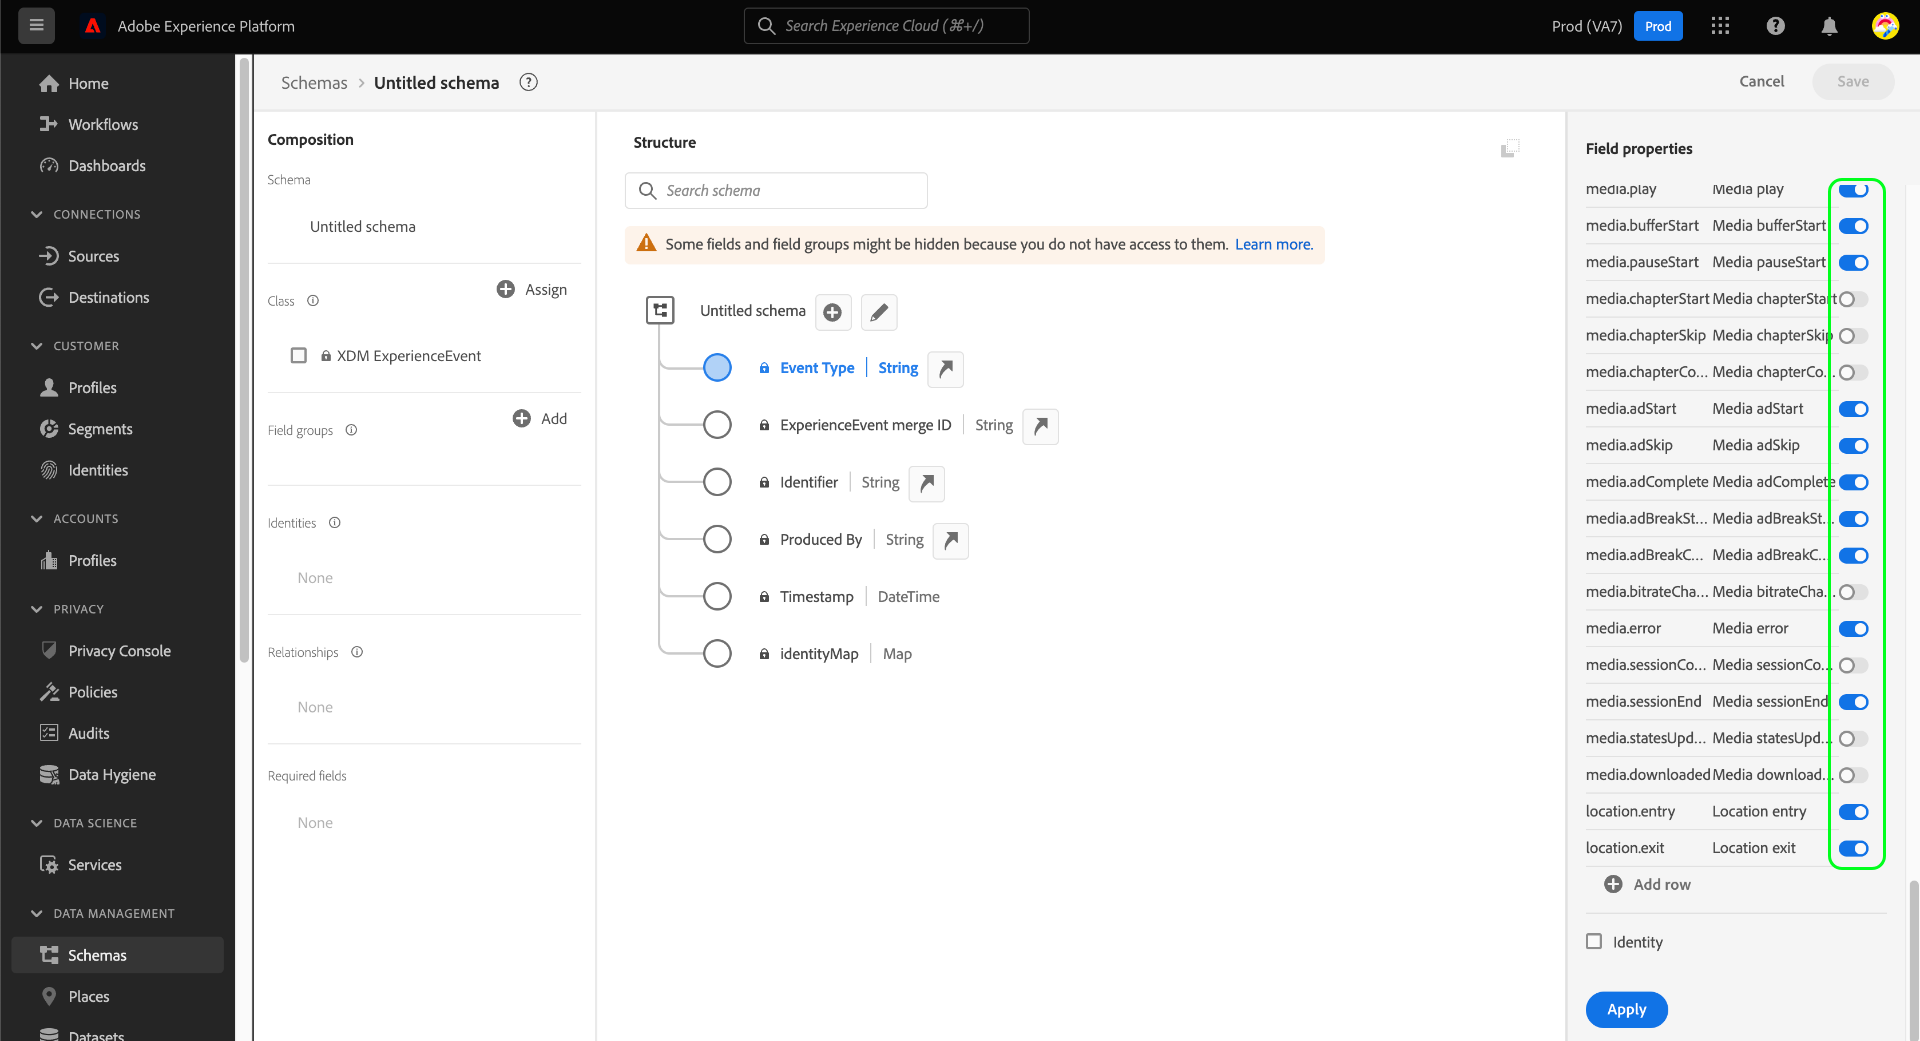 Adobe Experience Platform
Search Experience Cloud (⌘+/)
Prod (VA7)
Prod
Home
Workflows
Dashboards
CONNECTIONS
Sources
Destinations
CUSTOMER
Profiles
Segments
Identities
ACCOUNTS
Profiles
PRIVACY
Privacy Console
Policies
Audits
Data Hygiene
DATA SCIENCE
Services
DATA MANAGEMENT
Schemas
Places
Datasets
Schemas > Untitled schema
Cancel
Save
Composition
Schema
Untitled schema
Class
Assign
XDM ExperienceEvent
Field groups
Add
Identities
None
Relationships
None
Required fields
None
Structure
Search schema
Some fields and field groups might be hidden because you do not have access to them. Learn more.
Untitled schema
Event Type | String
ExperienceEvent merge ID | String
Identifier | String
Produced By | String
Timestamp | DateTime
identityMap | Map
Field properties
media.play Media play
media.bufferStart Media bufferStart
media.pauseStart Media pauseStart
media.chapterStart Media chapterStart
media.chapterSkip Media chapterSkip
media.chapterCo... Media chapterCo...
media.adStart Media adStart
media.adSkip Media adSkip
media.adComplete Media adComplete
media.adBreakSt... Media adBreakSt...
media.adBreakC... Media adBreakC...
media.bitrateCha... Media bitrateCha...
media.error Media error
media.sessionCo... Media sessionCo...
media.sessionEnd Media sessionEnd
media.statesUpd... Media statesUpd...
media.downloaded Media download...
location.entry Location entry
location.exit Location exit
Add row
Identity
Apply